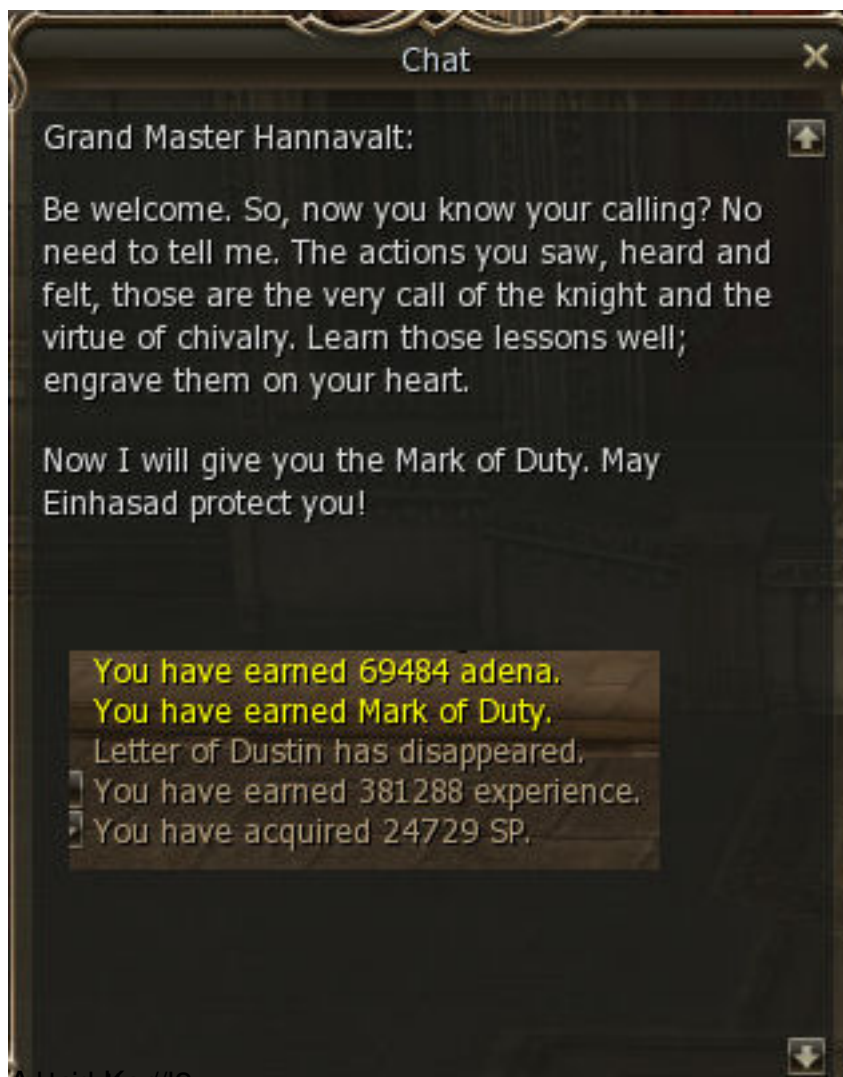 Chat
Grand Master Hannavalt:
Be welcome. So, now you know your calling? No
need to tell me. The actions you saw, heard and
felt, those are the very call of the knight and the
virtue of chivalry. Learn those lessons well;
engrave them on your heart.
Now I will give you the Mark of Duty. May
Einhasad protect you!
You have earned 69484 adena.
You have earned Mark of Duty.
Letter of Dustin has disappeared.
You have earned 381288 experience.
You have acquired 24729 SP.